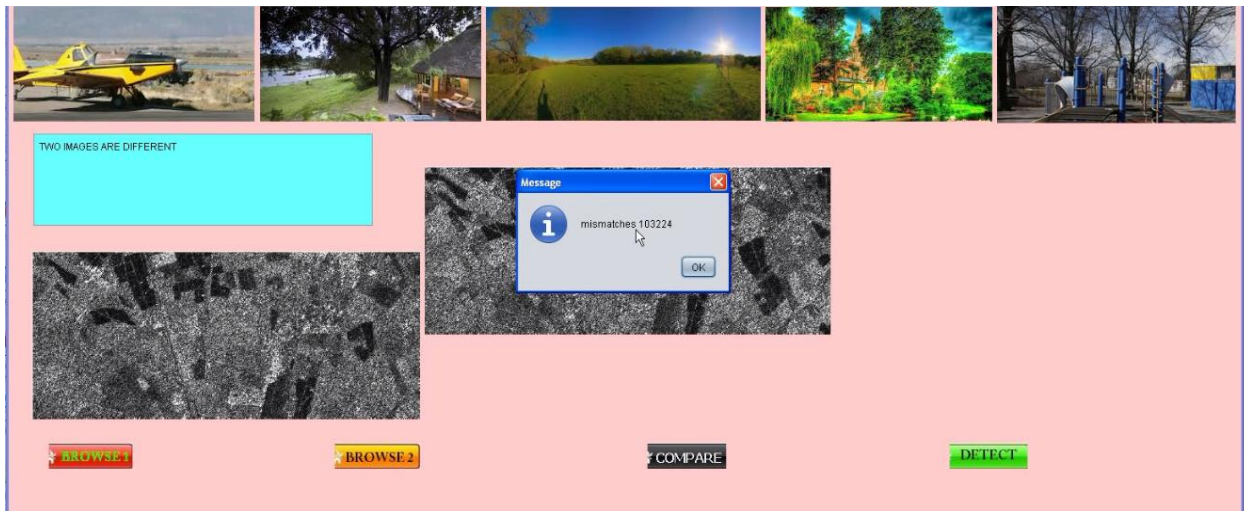 TWO IMAGES ARE DIFFERENT
Message
mismatches 103224
OK
BROWSE 1
BROWSE 2
COMPARE
DETECT